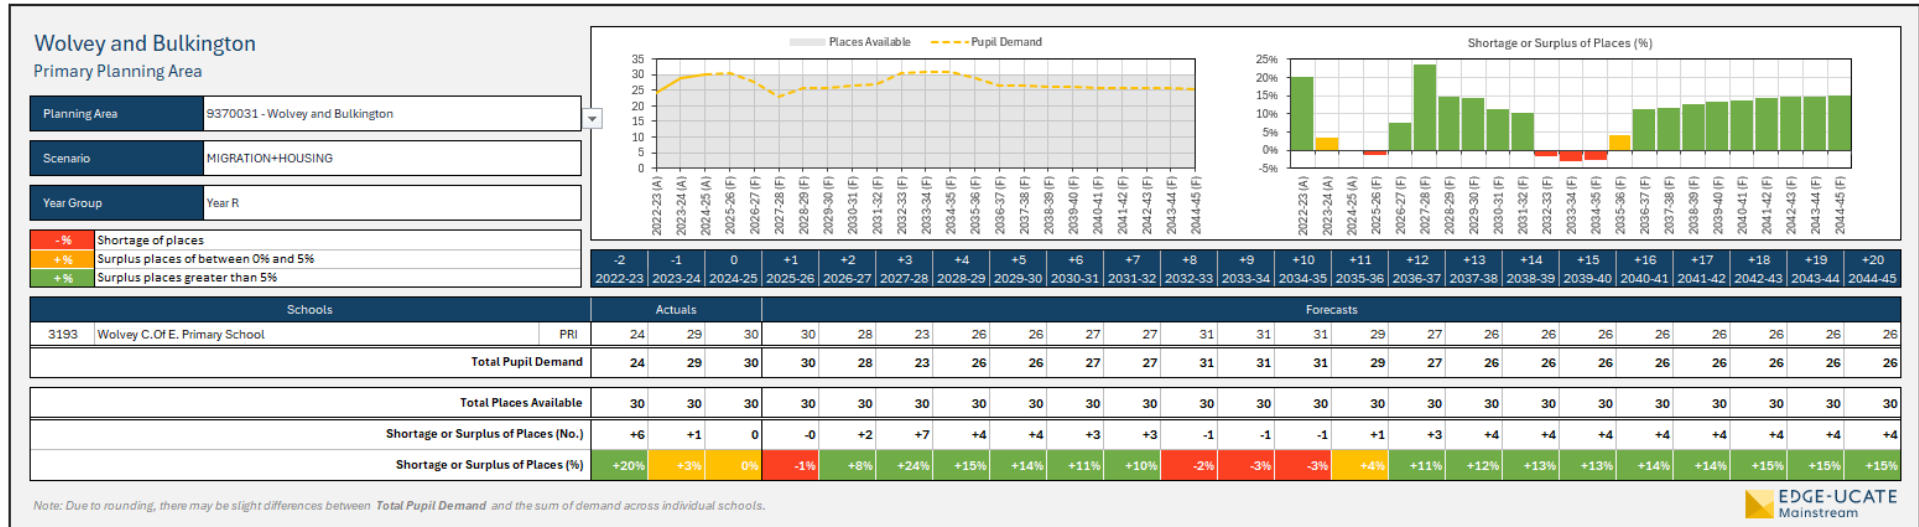 Wolvey and Bulkington
Primary Planning Area
Planning Area 9370031 - Wolvey and Bulkington
Scenario MIGRATION+HOUSING
Year Group Year R
-% Shortage of places
+% Surplus places of between 0% and 5%
+% Surplus places greater than 5%
Places Available Pupil Demand
35
30
25
20
15
10
5
0
2022-23 (A) 2023-24 (A) 2024-25 (A) 2025-26 (F) 2026-27 (F) 2027-28 (F) 2028-29 (F) 2029-30 (F) 2030-31 (F) 2031-32 (F) 2032-33 (F) 2033-34 (F) 2034-35 (F) 2035-36 (F) 2036-37 (F) 2037-38 (F) 2038-39 (F) 2039-40 (F) 2040-41 (F) 2041-42 (F) 2042-43 (F) 2043-44 (F) 2044-45 (F)
Shortage or Surplus of Places (%)
25%
20%
15%
10%
5%
0%
-5%
2022-23 (A) 2023-24 (A) 2024-25 (A) 2025-26 (F) 2026-27 (F) 2027-28 (F) 2028-29 (F) 2029-30 (F) 2030-31 (F) 2031-32 (F) 2032-33 (F) 2033-34 (F) 2034-35 (F) 2035-36 (F) 2036-37 (F) 2037-38 (F) 2038-39 (F) 2039-40 (F) 2040-41 (F) 2041-42 (F) 2042-43 (F) 2043-44 (F) 2044-45 (F)
-2 -1 0 +1 +2 +3 +4 +5 +6 +7 +8 +9 +10 +11 +12 +13 +14 +15 +16 +17 +18 +19 +20
2022-23 2023-24 2024-25 2025-26 2026-27 2027-28 2028-29 2029-30 2030-31 2031-32 2032-33 2033-34 2034-35 2035-36 2036-37 2037-38 2038-39 2039-40 2040-41 2041-42 2042-43 2043-44 2044-45
Schools Actuals Forecasts
3193 Wolvey C.Of E. Primary School PRI 24 29 30 30 28 23 26 26 27 27 31 31 31 29 27 26 26 26 26 26 26 26 26
Total Pupil Demand 24 29 30 30 28 23 26 26 27 27 31 31 31 29 27 26 26 26 26 26 26 26 26
Total Places Available 30 30 30 30 30 30 30 30 30 30 30 30 30 30 30 30 30 30 30 30 30 30 30
Shortage or Surplus of Places (No.) +6 +1 0 -0 +2 +7 +4 +4 +3 +3 -1 -1 -1 +1 +3 +4 +4 +4 +4 +4 +4 +4 +4
Shortage or Surplus of Places (%) +20% +3% 0% -1% +8% +24% +15% +14% +11% +10% -2% -3% -3% +4% +11% +12% +13% +13% +14% +14% +15% +15% +15%
Note: Due to rounding, there may be slight differences between Total Pupil Demand and the sum of demand across individual schools.
EDGE-UCATE
Mainstream